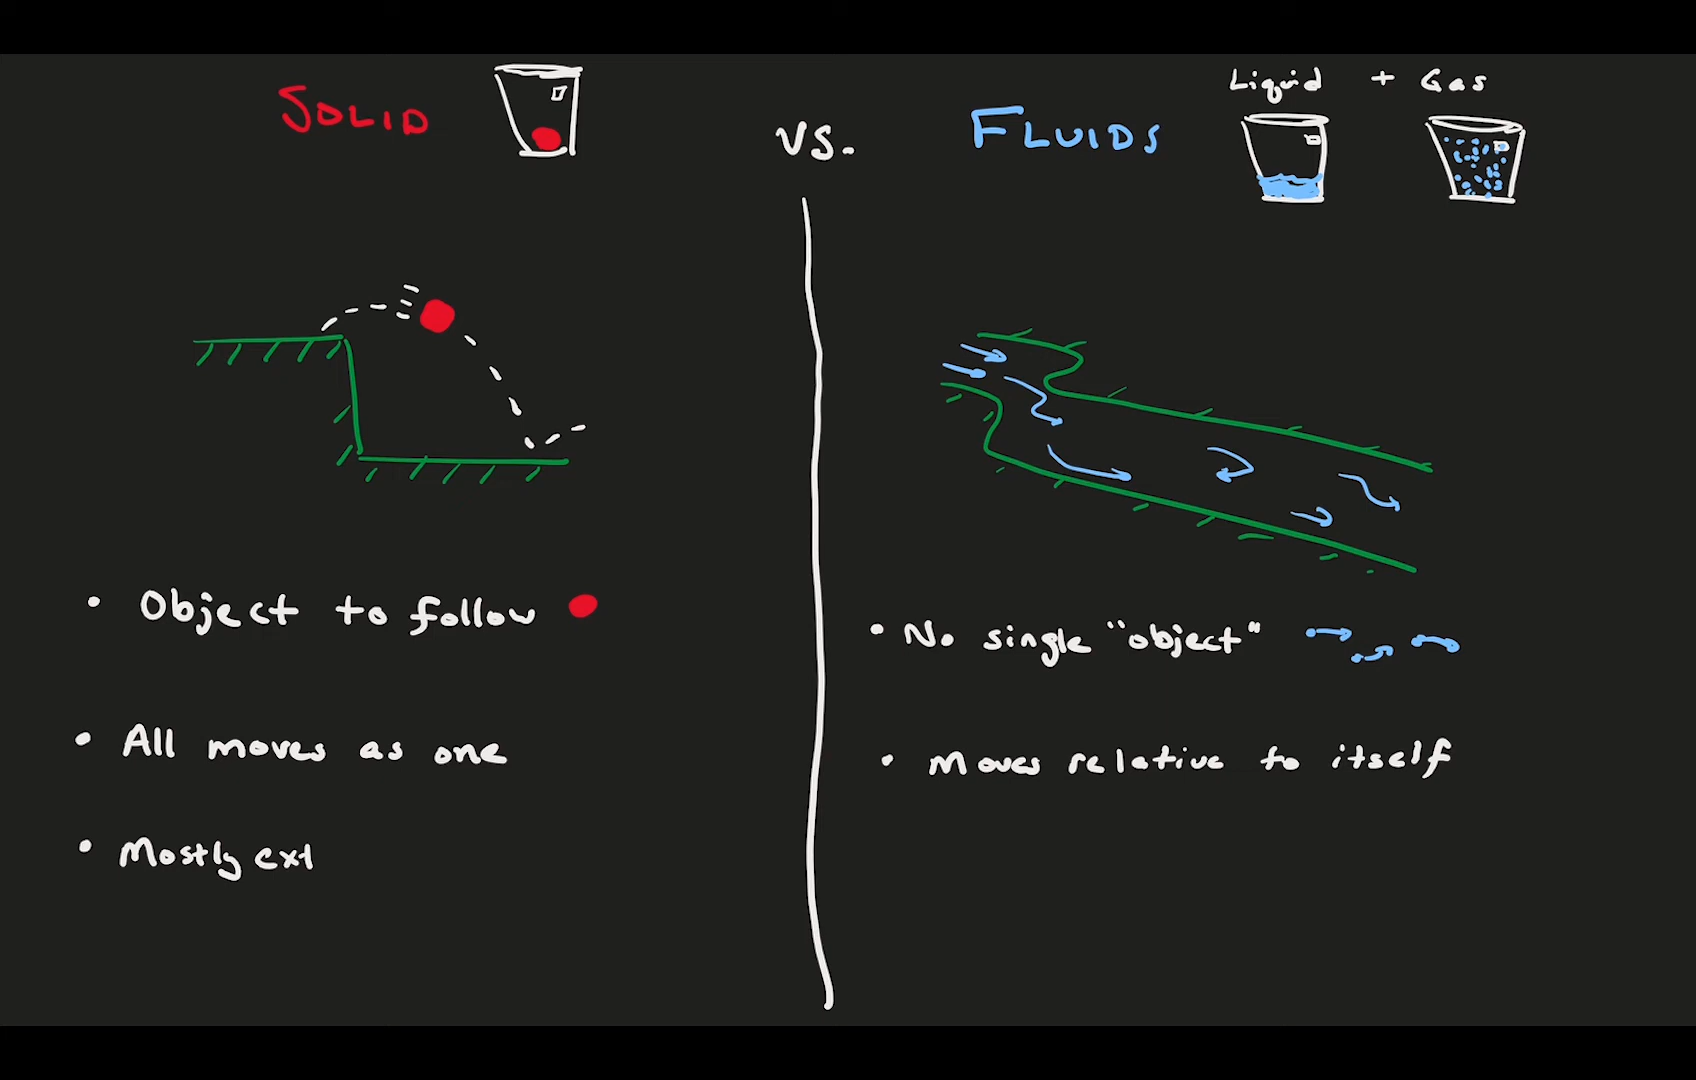 SOLID
vs.
FLUIDS
Liquid + Gas
• Object to follow
• All moves as one
• Mostly ext
• No single "object"
• Moves relative to itself